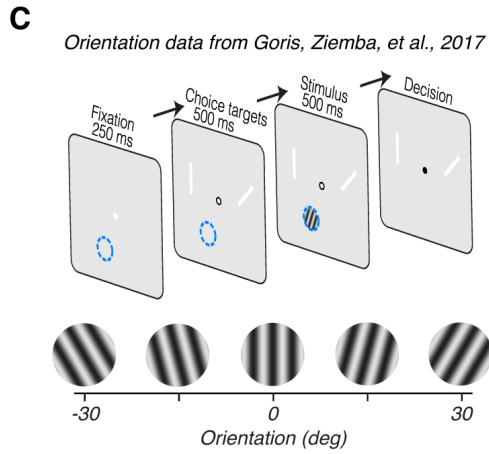 C
Orientation data from Goris, Ziemba, et al., 2017
Fixation
250 ms
Choice targets
500 ms
Stimulus
500 ms
Decision
-30
0
30
Orientation (deg)